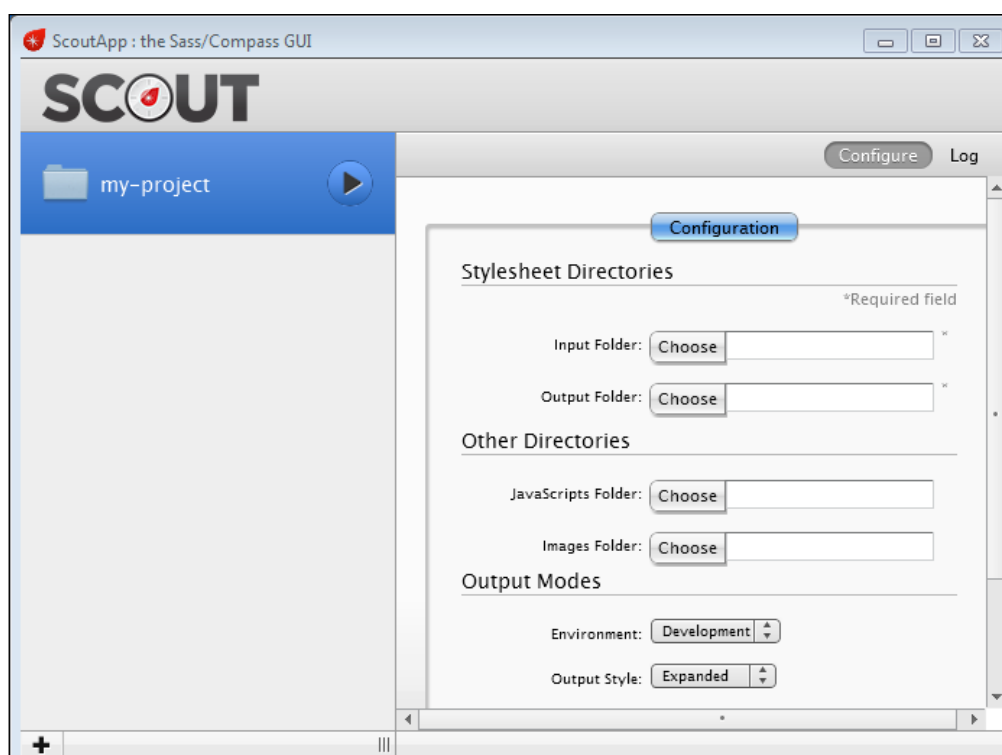 ScoutApp : the Sass/Compass GUI
SCOUT
my-project
Configure Log
Configuration
Stylesheet Directories
*Required field
Input Folder: Choose *
Output Folder: Choose *
Other Directories
JavaScripts Folder: Choose
Images Folder: Choose
Output Modes
Environment: Development
Output Style: Expanded